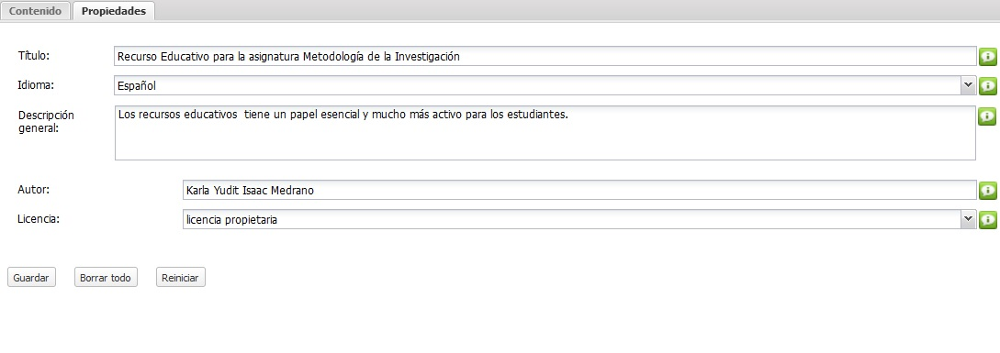 Contenido Propiedades
Título: Recurso Educativo para la asignatura Metodología de la Investigación
Idioma: Español
Descripción general: Los recursos educativos  tiene un papel esencial y mucho más activo para los estudiantes.
Autor: Karla Yudit Isaac Medrano
Licencia: licencia propietaria
Guardar Borrar todo Reiniciar